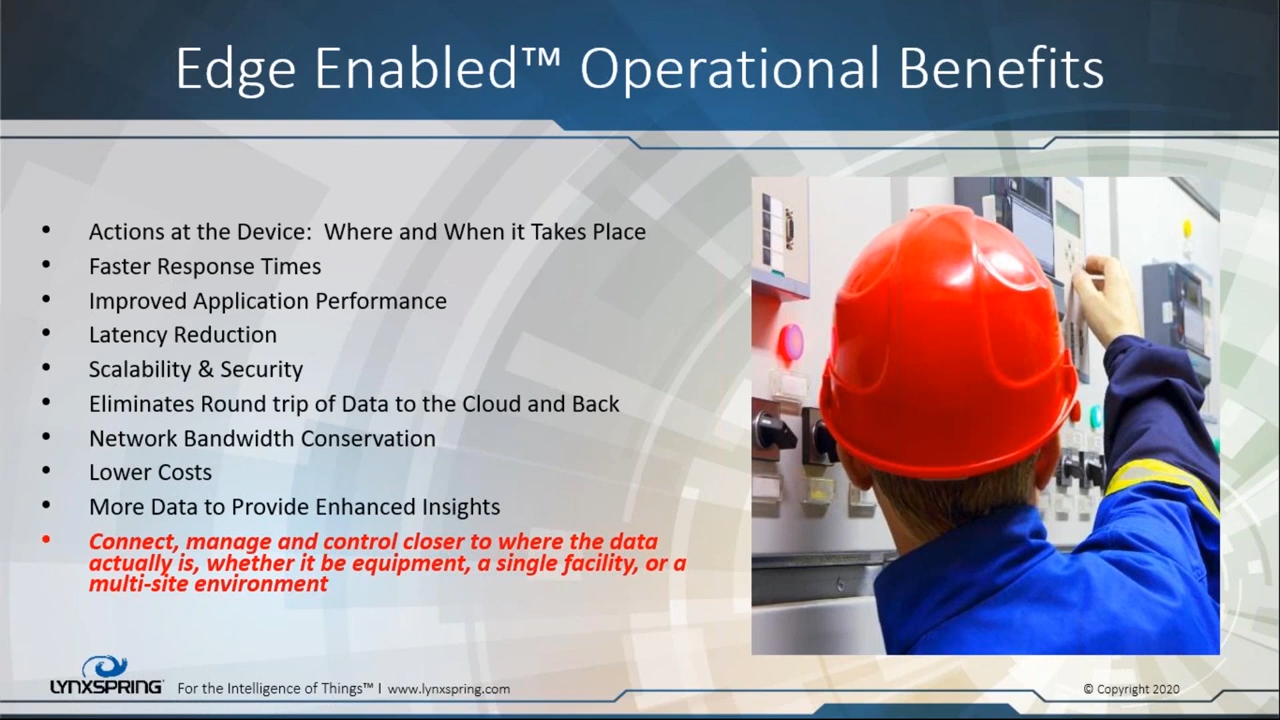 Edge Enabled™ Operational Benefits
• Actions at the Device:  Where and When it Takes Place
• Faster Response Times
• Improved Application Performance
• Latency Reduction
• Scalability & Security
• Eliminates Round trip of Data to the Cloud and Back
• Network Bandwidth Conservation
• Lower Costs
• More Data to Provide Enhanced Insights
• Connect, manage and control closer to where the data
actually is, whether it be equipment, a single facility, or a
multi-site environment
LYNXSPRING For the Intelligence of Things™ | www.lynxspring.com
© Copyright 2020